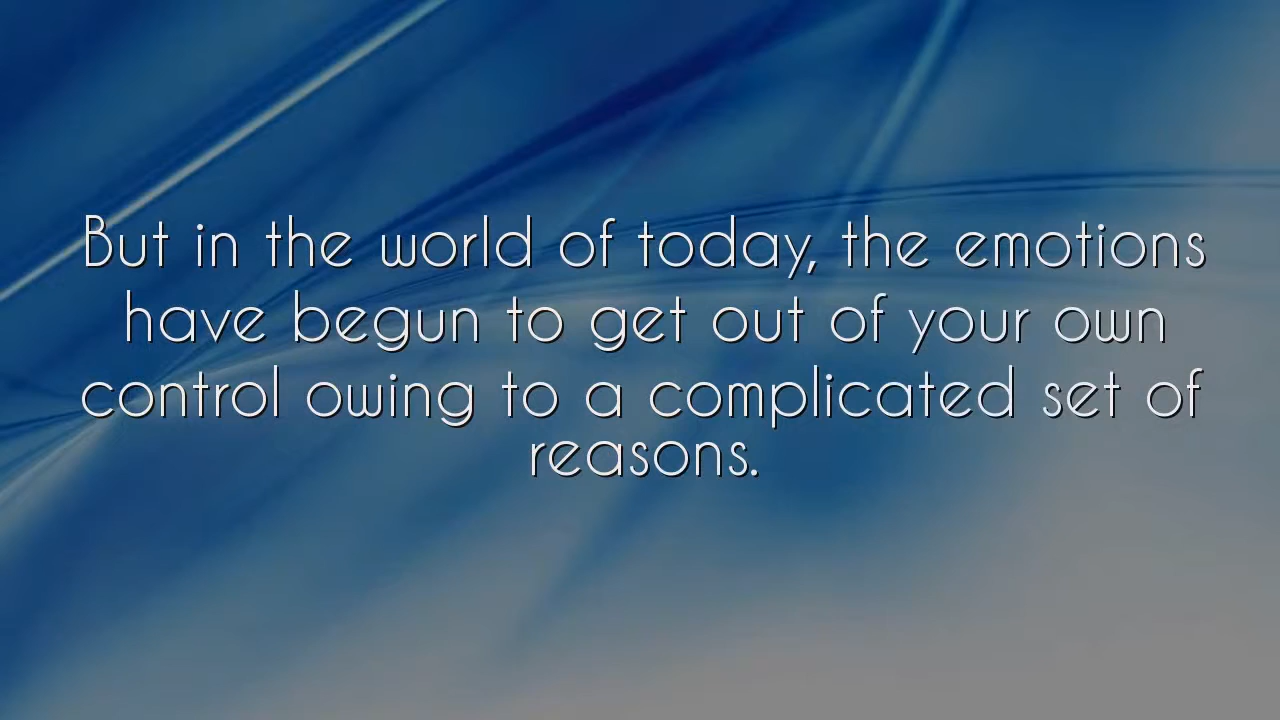 But in the world of today, the emotions
have begun to get out of your own
control owing to a complicated set of
reasons.